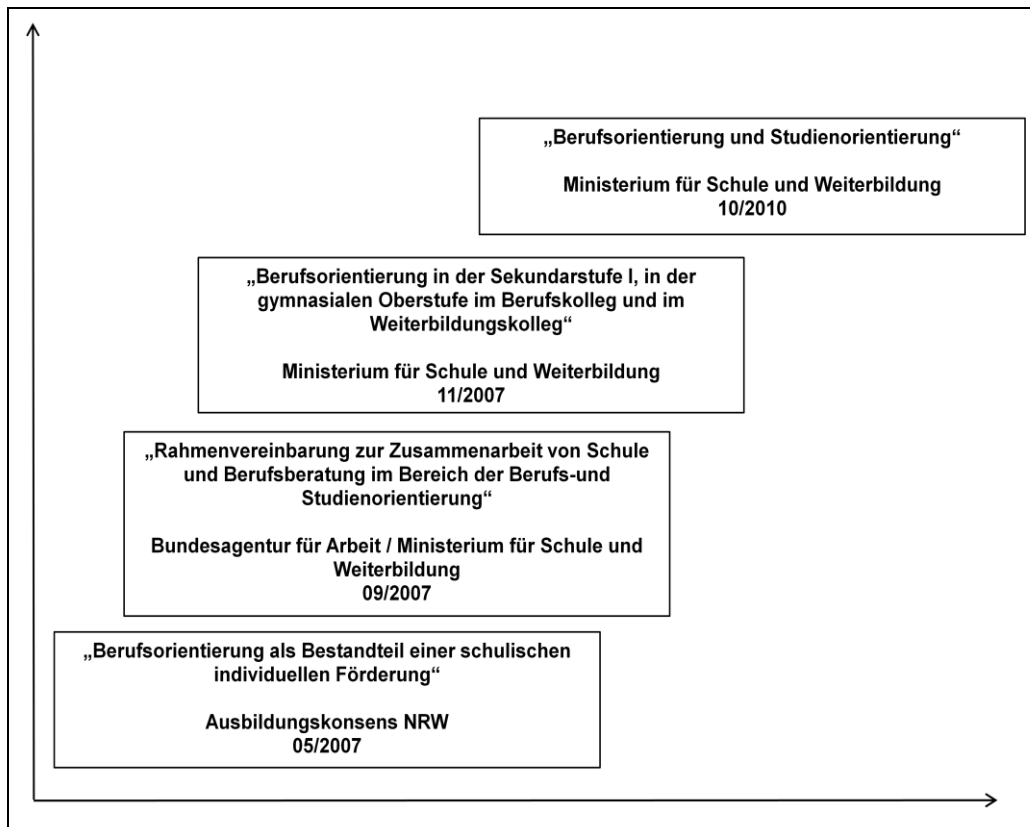 „Berufsorientierung und Studienorientierung“
Ministerium für Schule und Weiterbildung
10/2010
„Berufsorientierung in der Sekundarstufe I, in der
gymnasialen Oberstufe im Berufskolleg und im
Weiterbildungskolleg“
Ministerium für Schule und Weiterbildung
11/2007
„Rahmenvereinbarung zur Zusammenarbeit von Schule
und Berufsberatung im Bereich der Berufs-und
Studienorientierung“
Bundesagentur für Arbeit / Ministerium für Schule und
Weiterbildung
09/2007
„Berufsorientierung als Bestandteil einer schulischen
individuellen Förderung“
Ausbildungskonsens NRW
05/2007